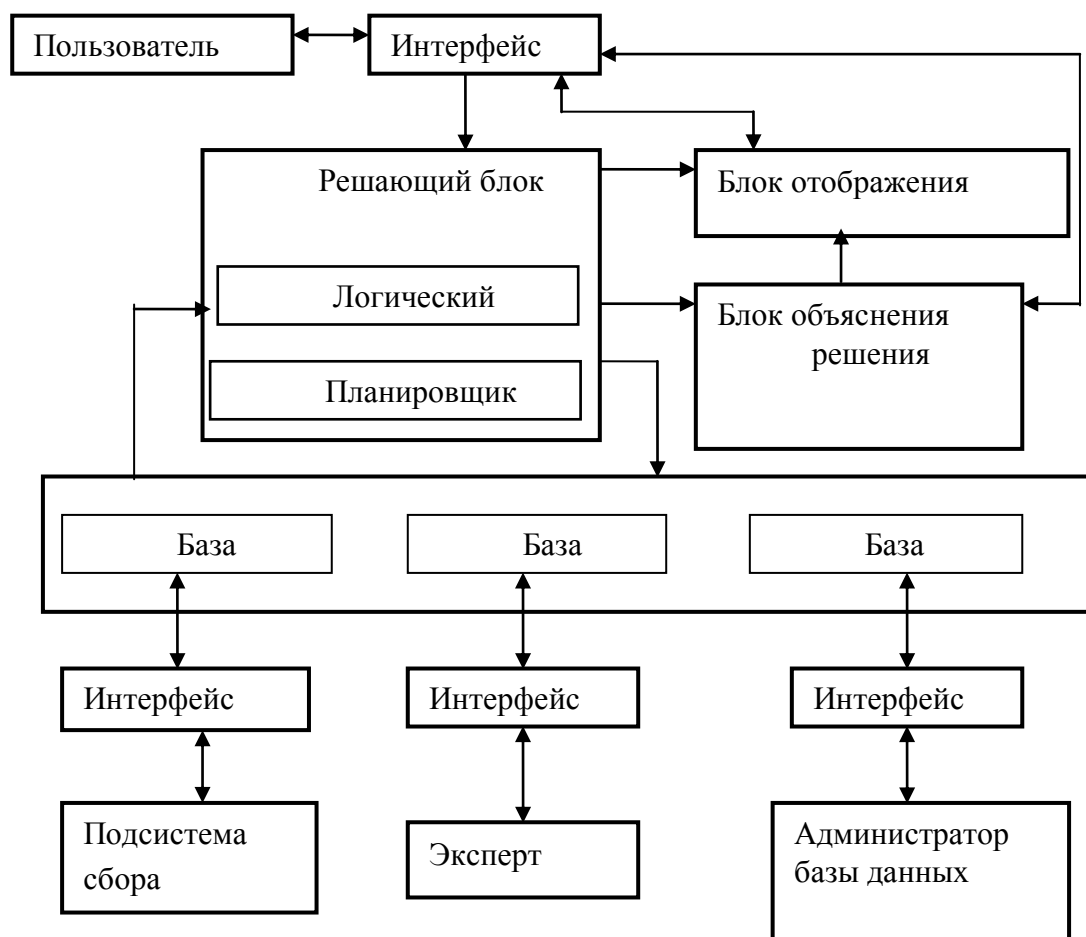 Пользователь
Интерфейс
Решающий блок
Блок отображения
Логический
Блок объяснения
решения
Планировщик
База
База
База
Интерфейс
Интерфейс
Интерфейс
Подсистема
сбора
Эксперт
Администратор
базы данных